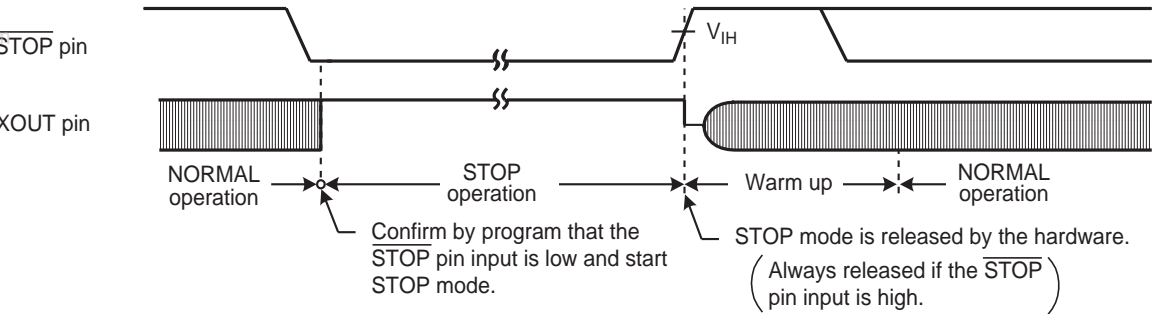 STOP pin
VIH
XOUT pin
NORMAL
operation
STOP
operation
Warm up
NORMAL
operation
Confirm by program that the
STOP pin input is low and start
STOP mode.
STOP mode is released by the hardware.
Always released if the STOP
pin input is high.